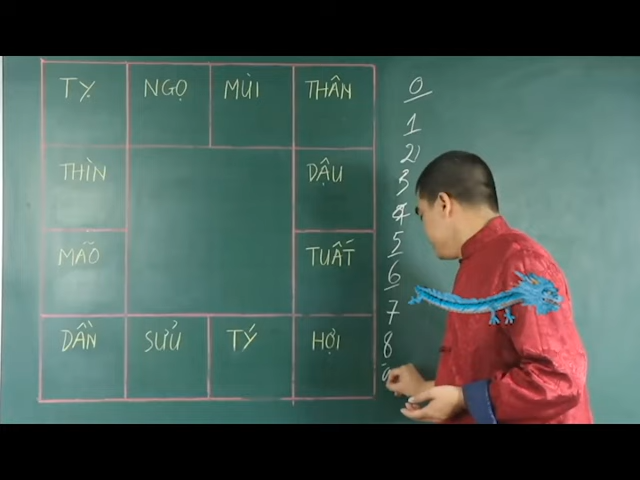 TỴ NGỌ MÙI THÂN
THÌN DẬU
MÃO TUẤT
DẦN SỬU TÝ HỢI
0
1
2
3
4
5
6
7
8